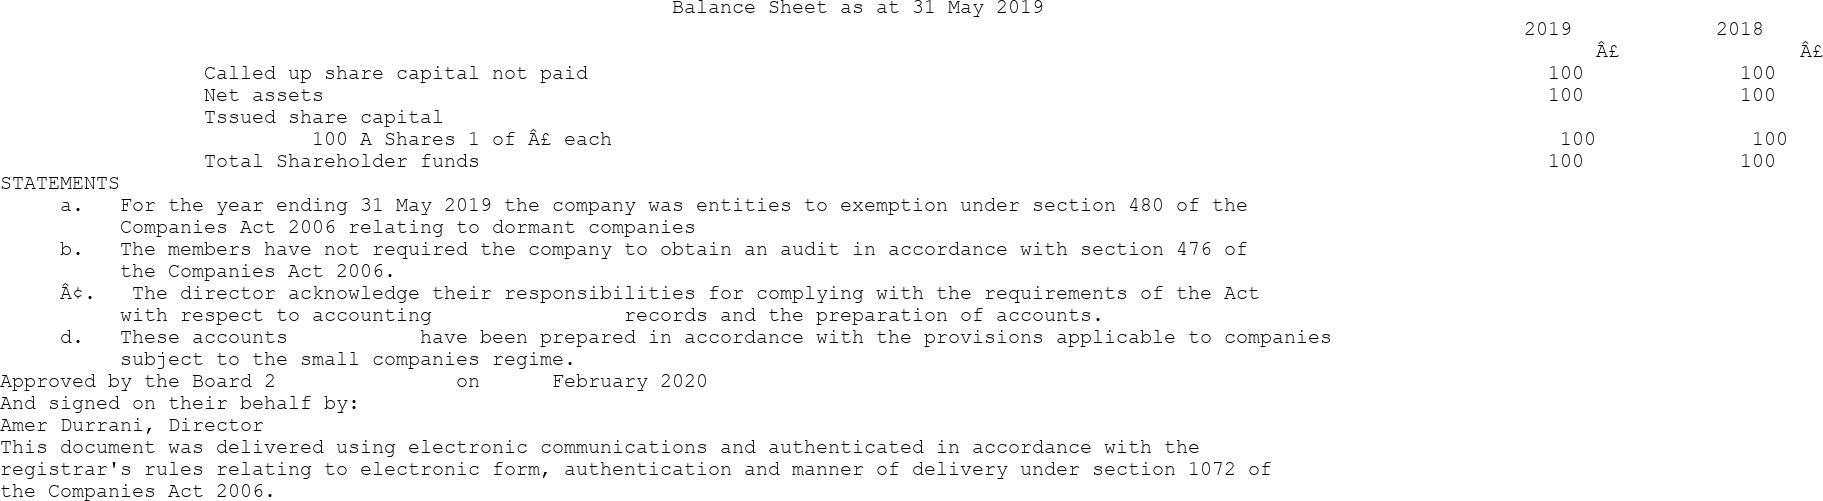 Balance Sheet as at 31 May 2019
2019 2018
Â£ Â£
Called up share capital not paid 100 100
Net assets 100 100
Tssued share capital
100 A Shares 1 of Â£ each 100 100
Total Shareholder funds 100 100
STATEMENTS
a. For the year ending 31 May 2019 the company was entities to exemption under section 480 of the
Companies Act 2006 relating to dormant companies
b. The members have not required the company to obtain an audit in accordance with section 476 of
the Companies Act 2006.
Â¢. The director acknowledge their responsibilities for complying with the requirements of the Act
with respect to accounting records and the preparation of accounts.
d. These accounts have been prepared in accordance with the provisions applicable to companies
subject to the small companies regime.
Approved by the Board 2 on February 2020
And signed on their behalf by:
Amer Durrani, Director
This document was delivered using electronic communications and authenticated in accordance with the
registrar's rules relating to electronic form, authentication and manner of delivery under section 1072 of
the Companies Act 2006.